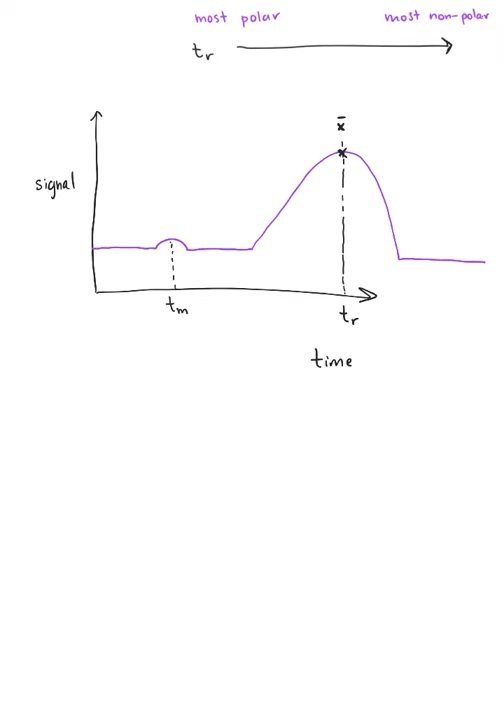 most polar most non-polar
tr
x̄
signal
tm tr
time